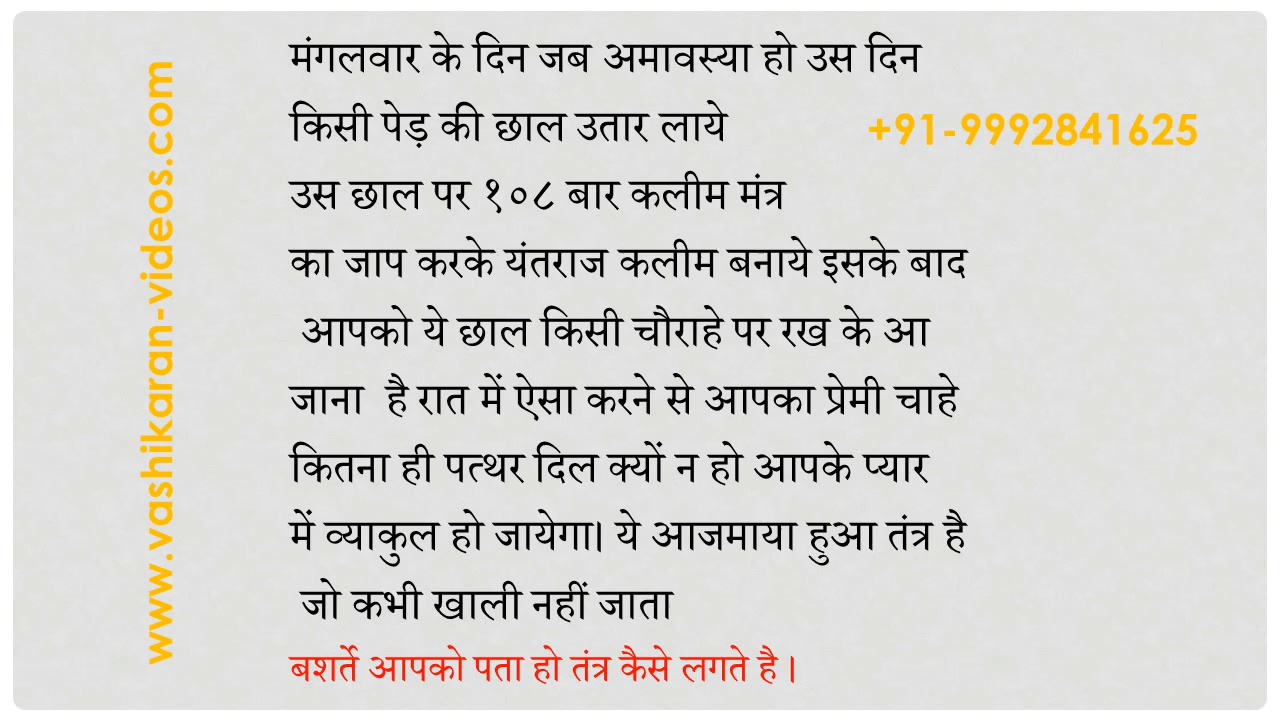 मंगलवार के दिन जब अमावस्या हो उस दिन
किसी पेड़ की छाल उतार लाये
+91-9992841625
उस छाल पर १०८ बार कलीम मंत्र
का जाप करके यंतराज कलीम बनाये इसके बाद
आपको ये छाल किसी चौराहे पर रख के आ
जाना है रात में ऐसा करने से आपका प्रेमी चाहे
कितना ही पत्थर दिल क्यों न हो आपके प्यार
में व्याकुल हो जायेगा। ये आजमाया हुआ तंत्र है
जो कभी खाली नहीं जाता
बशर्ते आपको पता हो तंत्र कैसे लगते है ।
www.vashikaran-videos.com